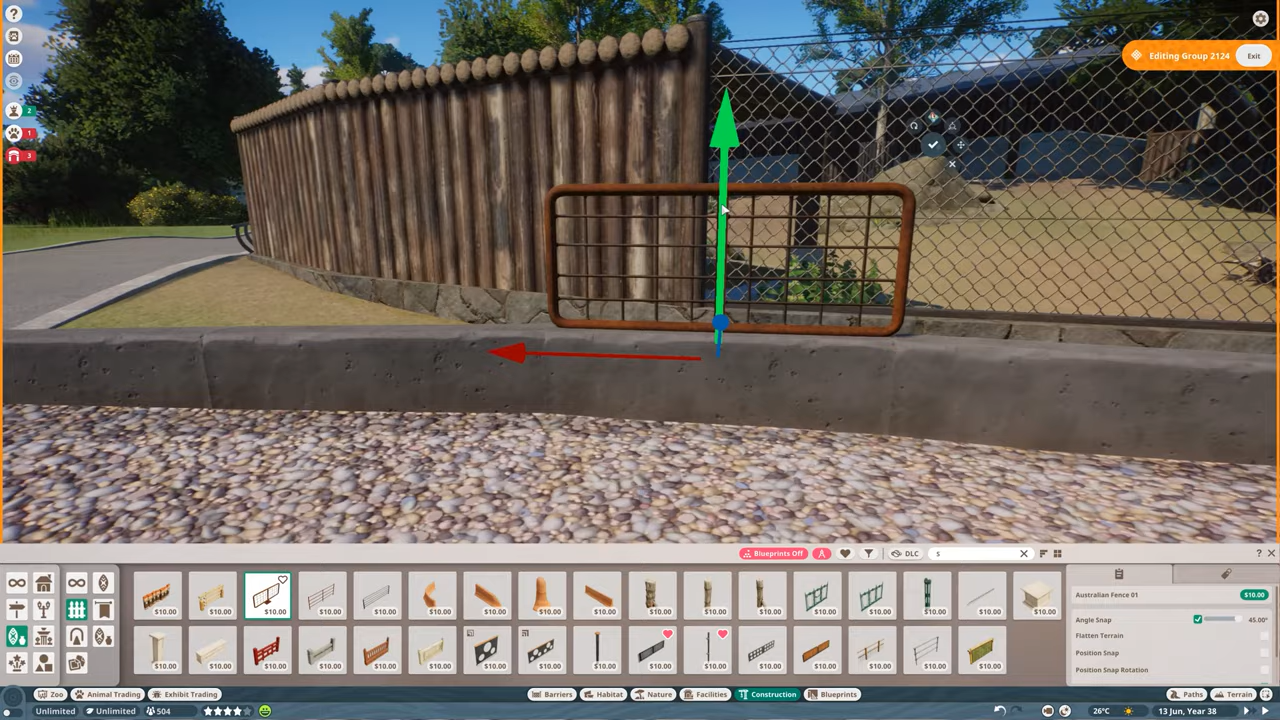 ?
Editing Group 2124
Exit
2
1
3
Blueprints Off
DLC
s
?
$10.00 $10.00 $10.00 $10.00 $10.00 $10.00 $10.00 $10.00 $10.00 $10.00 $10.00 $10.00 $10.00 $10.00 $10.00 $10.00 $10.00
$10.00 $10.00 $10.00 $10.00 $10.00 $10.00 $10.00 $10.00 $10.00 $10.00 $10.00 $10.00 $10.00 $10.00 $10.00 $10.00
Australian Fence 01
$10.00
Angle Snap
45.00°
Flatten Terrain
Position Snap
Position Snap Rotation
Zoo
Animal Trading
Exhibit Trading
Barriers
Habitat
Nature
Facilities
Construction
Blueprints
Paths
Terrain
Unlimited
Unlimited
504
26°C
13 Jun, Year 38